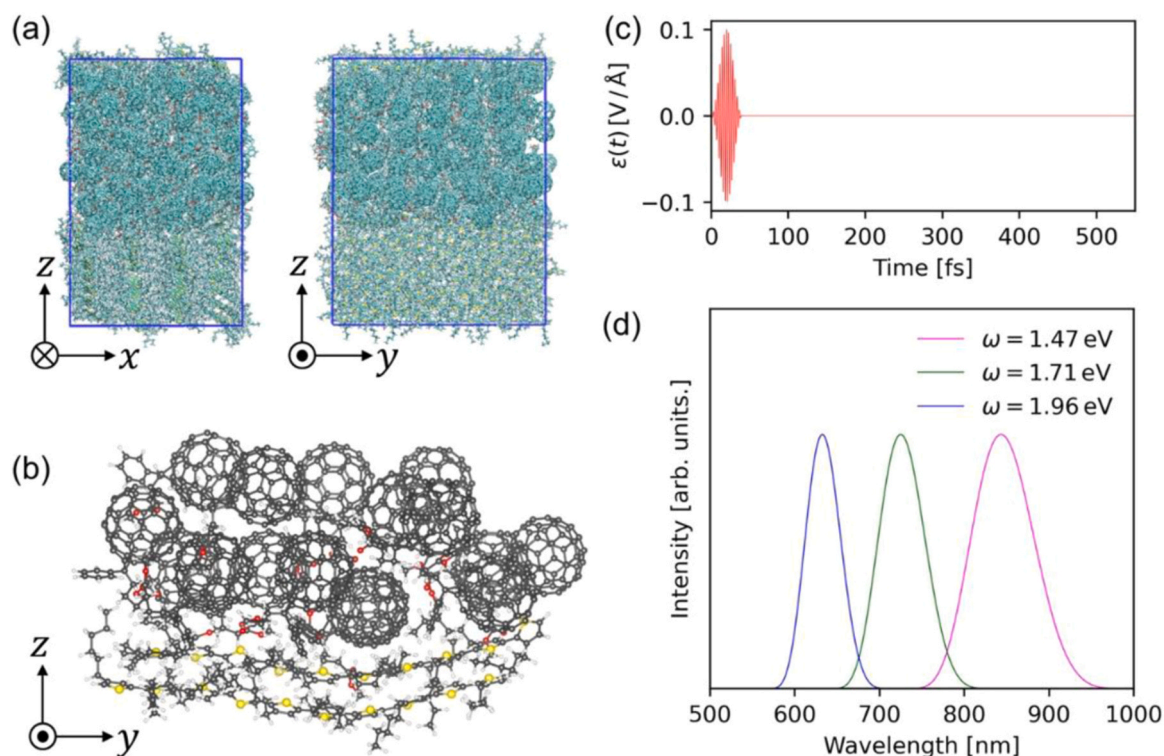 (a)
z
x
z
y
(b)
z
y
(c)
ε(t) [V / Å]
0.1
0.0
−0.1
0
100
200
300
400
500
Time [fs]
(d)
ω = 1.47 eV
ω = 1.71 eV
ω = 1.96 eV
Intensity [arb. units.]
500
600
700
800
900
1000
Wavelength [nm]